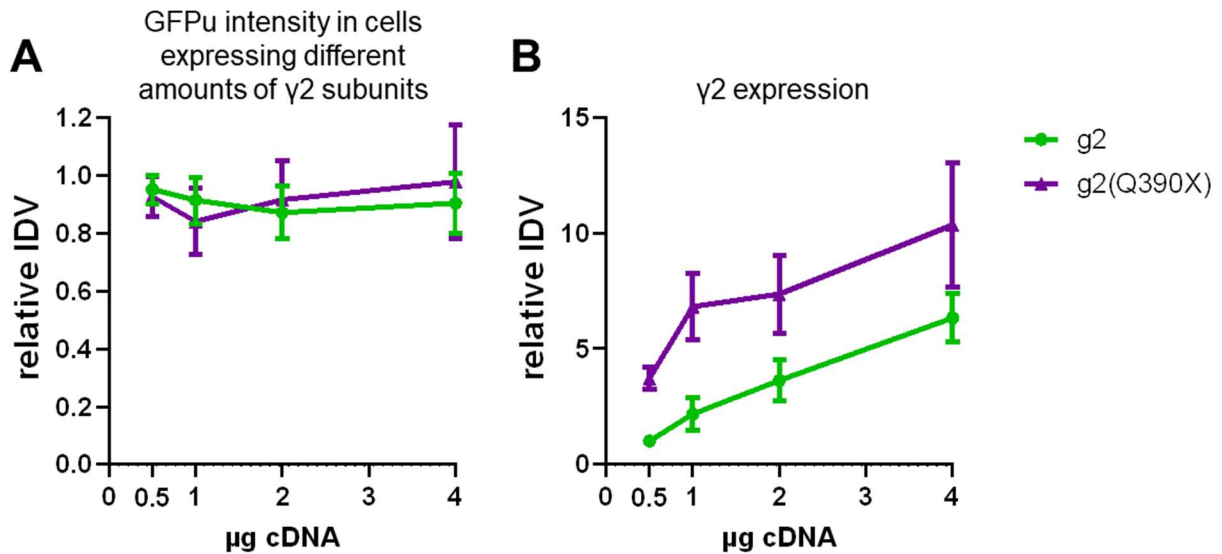 A
GFPu intensity in cells
expressing different
amounts of γ2 subunits
relative IDV
1.2
1.0
0.8
0.6
0.4
0.2
0.0
0 0.5 1 2 3 4
µg cDNA
B
γ2 expression
relative IDV
15
10
5
0
0 0.5 1 2 3 4
µg cDNA
g2
g2(Q390X)